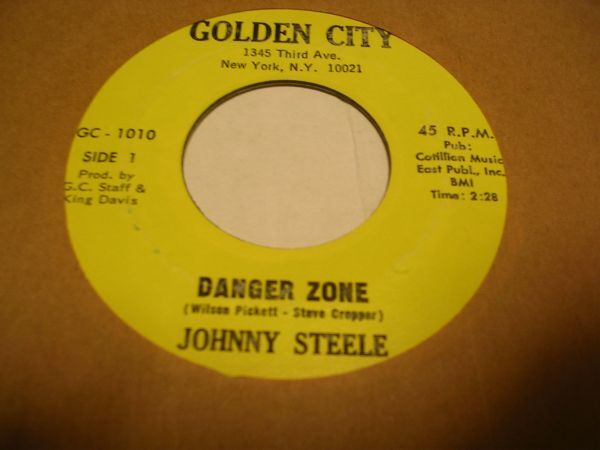 GOLDEN CITY
1345 Third Ave.
New York, N.Y. 10021
GC - 1010
SIDE 1
Prod. by
G.C. Staff &
King Davis
45 R.P.M.
Pub:
Cotillion Music
East Publ., Inc.
BMI
Time: 2:28
DANGER ZONE
(Wilson Pickett - Steve Cropper)
JOHNNY STEELE